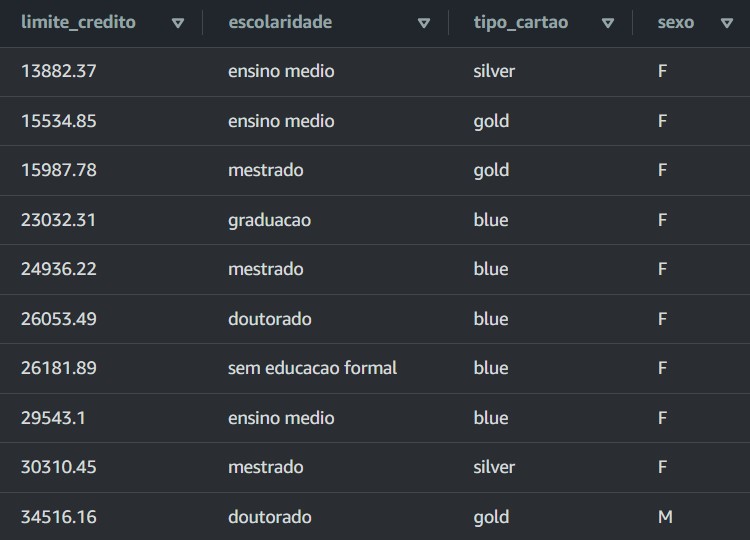 limite_credito escolaridade tipo_cartao sexo
13882.37 ensino medio silver F
15534.85 ensino medio gold F
15987.78 mestrado gold F
23032.31 graduacao blue F
24936.22 mestrado blue F
26053.49 doutorado blue F
26181.89 sem educacao formal blue F
29543.1 ensino medio blue F
30310.45 mestrado silver F
34516.16 doutorado gold M